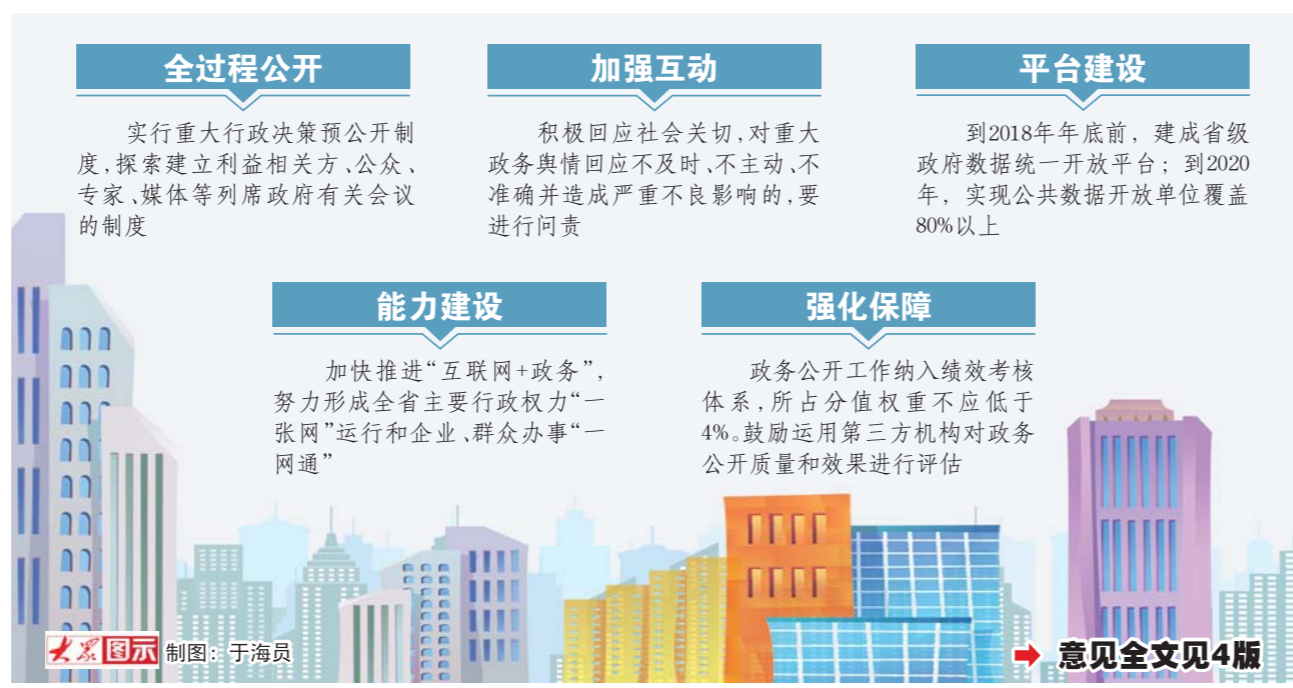 全过程公开
实行重大行政决策预公开制
度,探索建立利益相关方、公众、
专家、媒体等列席政府有关会议
的制度
加强互动
积极回应社会关切,对重大
政务舆情回应不及时、不主动、不
准确并造成严重不良影响的,要
进行问责
平台建设
到2018年年底前，建成省级
政府数据统一开放平台；到2020
年，实现公共数据开放单位覆盖
80%以上
能力建设
加快推进“互联网+政务”,
努力形成全省主要行政权力“一
张网”运行和企业、群众办事“一
网通”
强化保障
政务公开工作纳入绩效考核
体系,所占分值权重不应低于
4%。鼓励运用第三方机构对政务
公开质量和效果进行评估
大众图示 制图：于海员
意见全文见4版